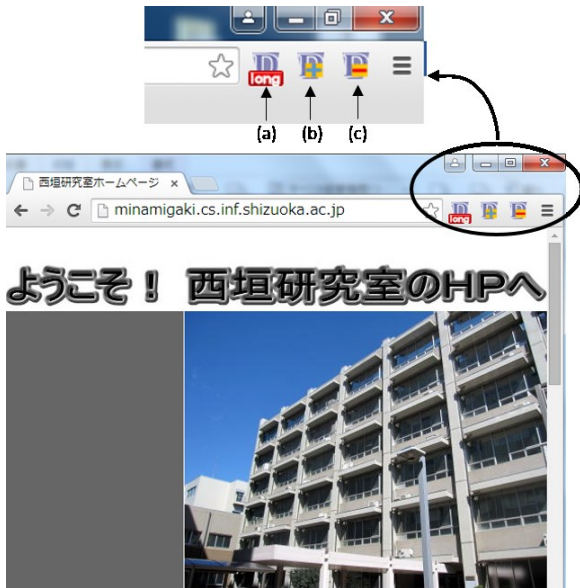 long
(a) (b) (c)
西垣研究室ホームページ ×
minamigaki.cs.inf.shizuoka.ac.jp
long
ようこそ！ 西垣研究室のHPへ